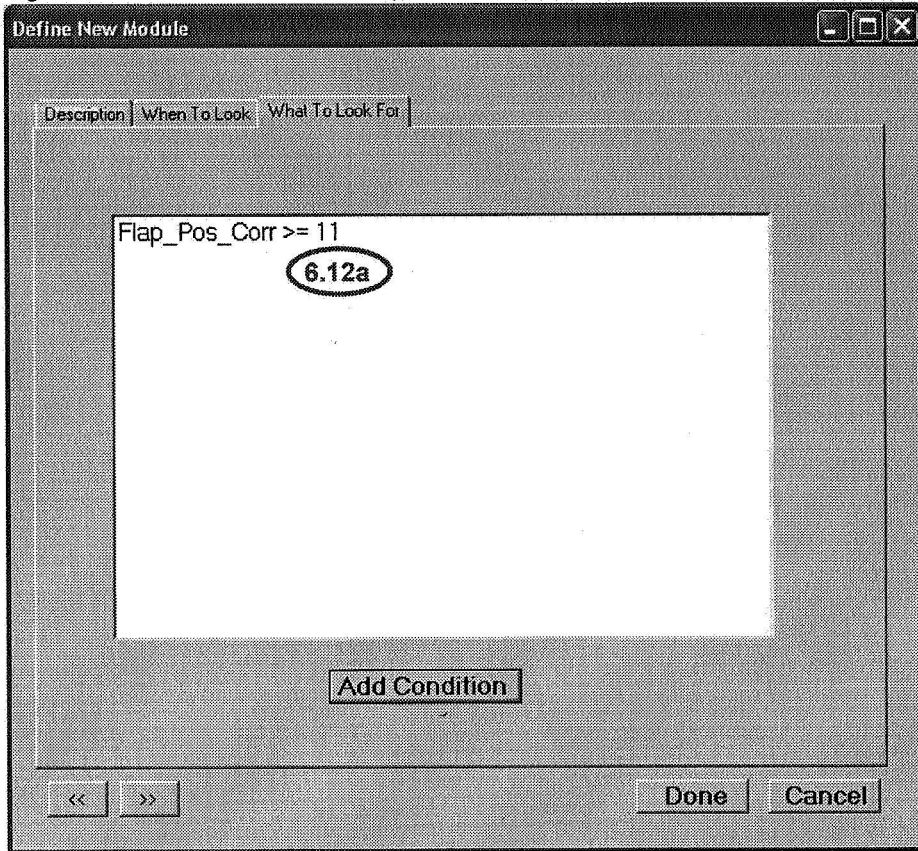 Define New Module
Description When To Look What To Look For
Flap_Pos_Corr >= 11
6.12a
Add Condition
<< >> Done Cancel